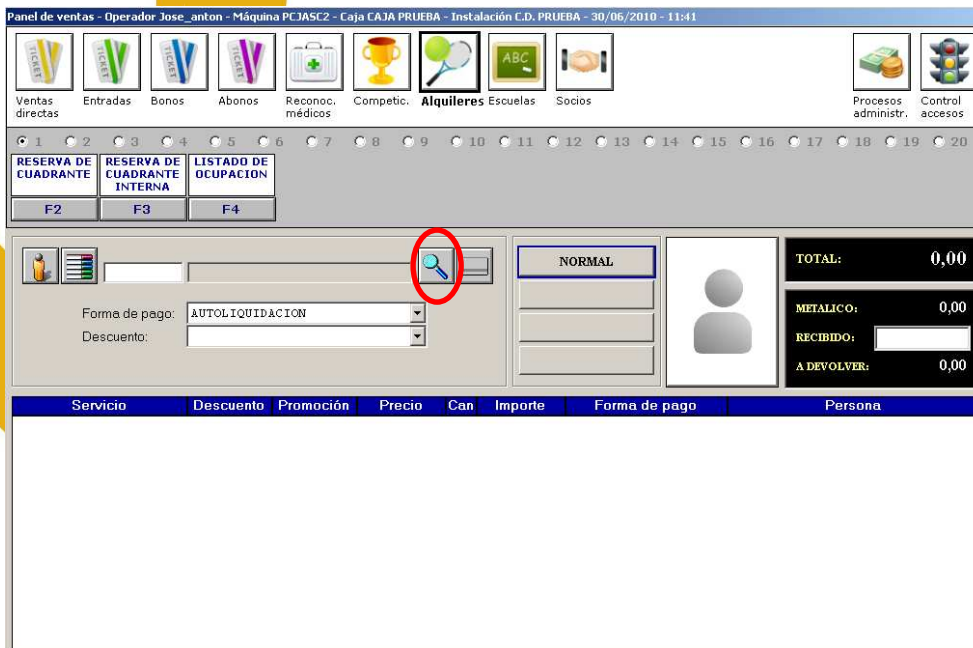 Panel de ventas - Operador Jose_anton - Máquina PCJASC2 - Caja CAJA PRUEBA - Instalación C.D. PRUEBA - 30/06/2010 - 11:41
TICKET TICKET TICKET TICKET ABC
Ventas directas Entradas Bonos Abonos Reconoc. médicos Competic. Alquileres Escuelas Socios Procesos administr. Control accesos
1 2 3 4 5 6 7 8 9 10 11 12 13 14 15 16 17 18 19 20
RESERVA DE CUADRANTE RESERVA DE CUADRANTE INTERNA LISTADO DE OCUPACION
F2 F3 F4
NORMAL
TOTAL: 0,00
Forma de pago: AUTOLIQUIDACION
METALICO: 0,00
Descuento:
RECIBIDO:
A DEVOLVER: 0,00
Servicio Descuento Promoción Precio Can Importe Forma de pago Persona